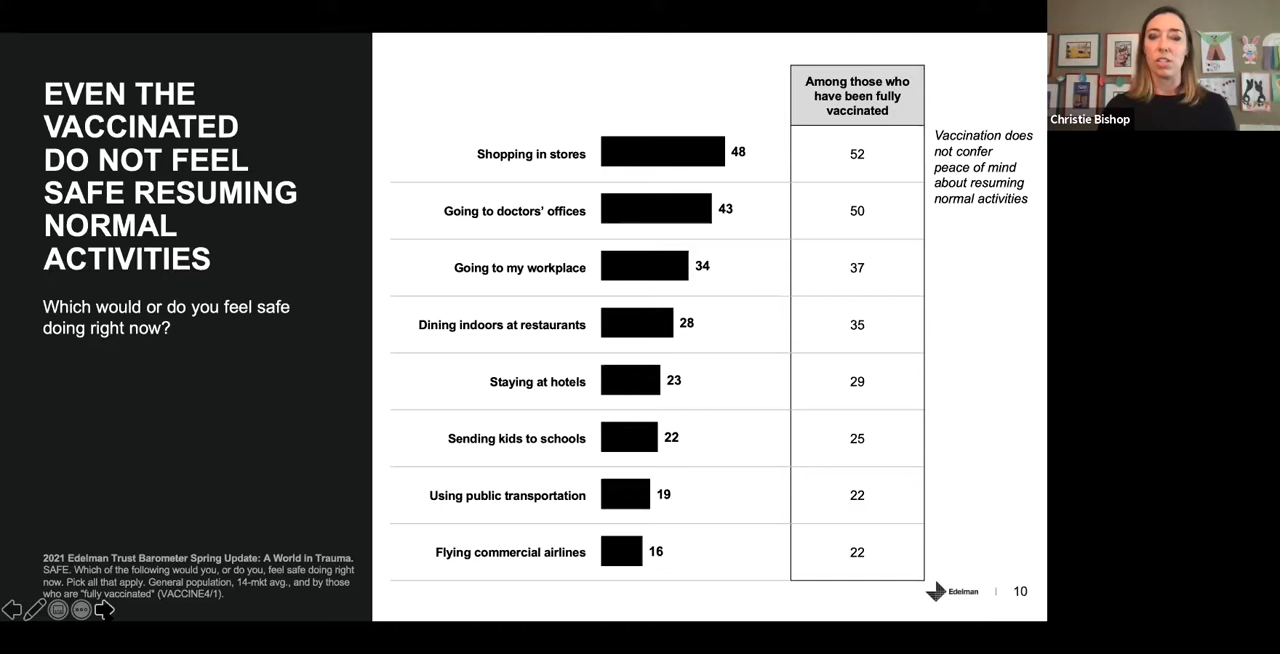 EVEN THE
VACCINATED
DO NOT FEEL
SAFE RESUMING
NORMAL
ACTIVITIES
Which would or do you feel safe
doing right now?
2021 Edelman Trust Barometer Spring Update: A World in Trauma.
SAFE. Which of the following would you, or do you, feel safe doing right
now. Pick all that apply. General population, 14-mkt avg., and by those
who are "fully vaccinated" (VACCINE4/1).
Among those who
have been fully
vaccinated
Shopping in stores 48 52
Going to doctors’ offices 43 50
Going to my workplace 34 37
Dining indoors at restaurants 28 35
Staying at hotels 23 29
Sending kids to schools 22 25
Using public transportation 19 22
Flying commercial airlines 16 22
Vaccination does
not confer
peace of mind
about resuming
normal activities
Edelman | 10
Christie Bishop